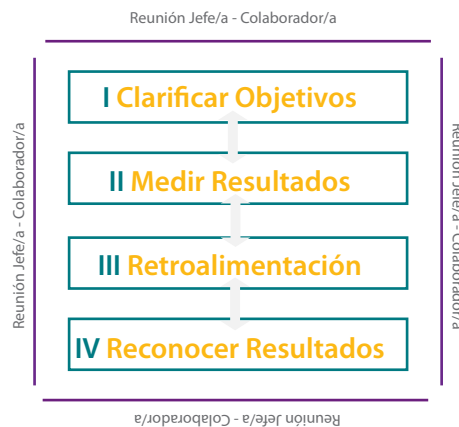 Reunión Jefe/a - Colaborador/a
I Clarificar Objetivos
II Medir Resultados
III Retroalimentación
IV Reconocer Resultados
Reunión Jefe/a - Colaborador/a
Reunión Jefe/a - Colaborador/a
Reunión Jefe/a - Colaborador/a